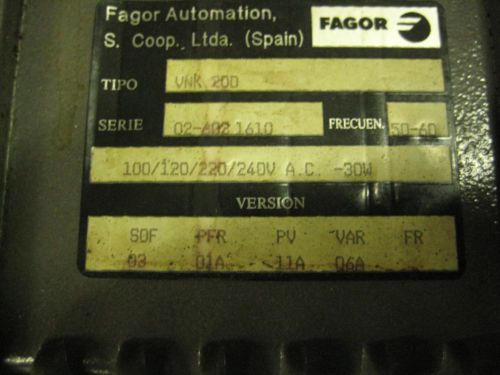 Fagor Automation,
S. Coop. Ltda. (Spain)
FAGOR
TIPO VNK 20D
SERIE 02-A02 1610 FRECUEN. 50-60
100/120/220/240V A.C. -30W
VERSION
SOF PFR PV VAR FR
03 01A 11A 06A